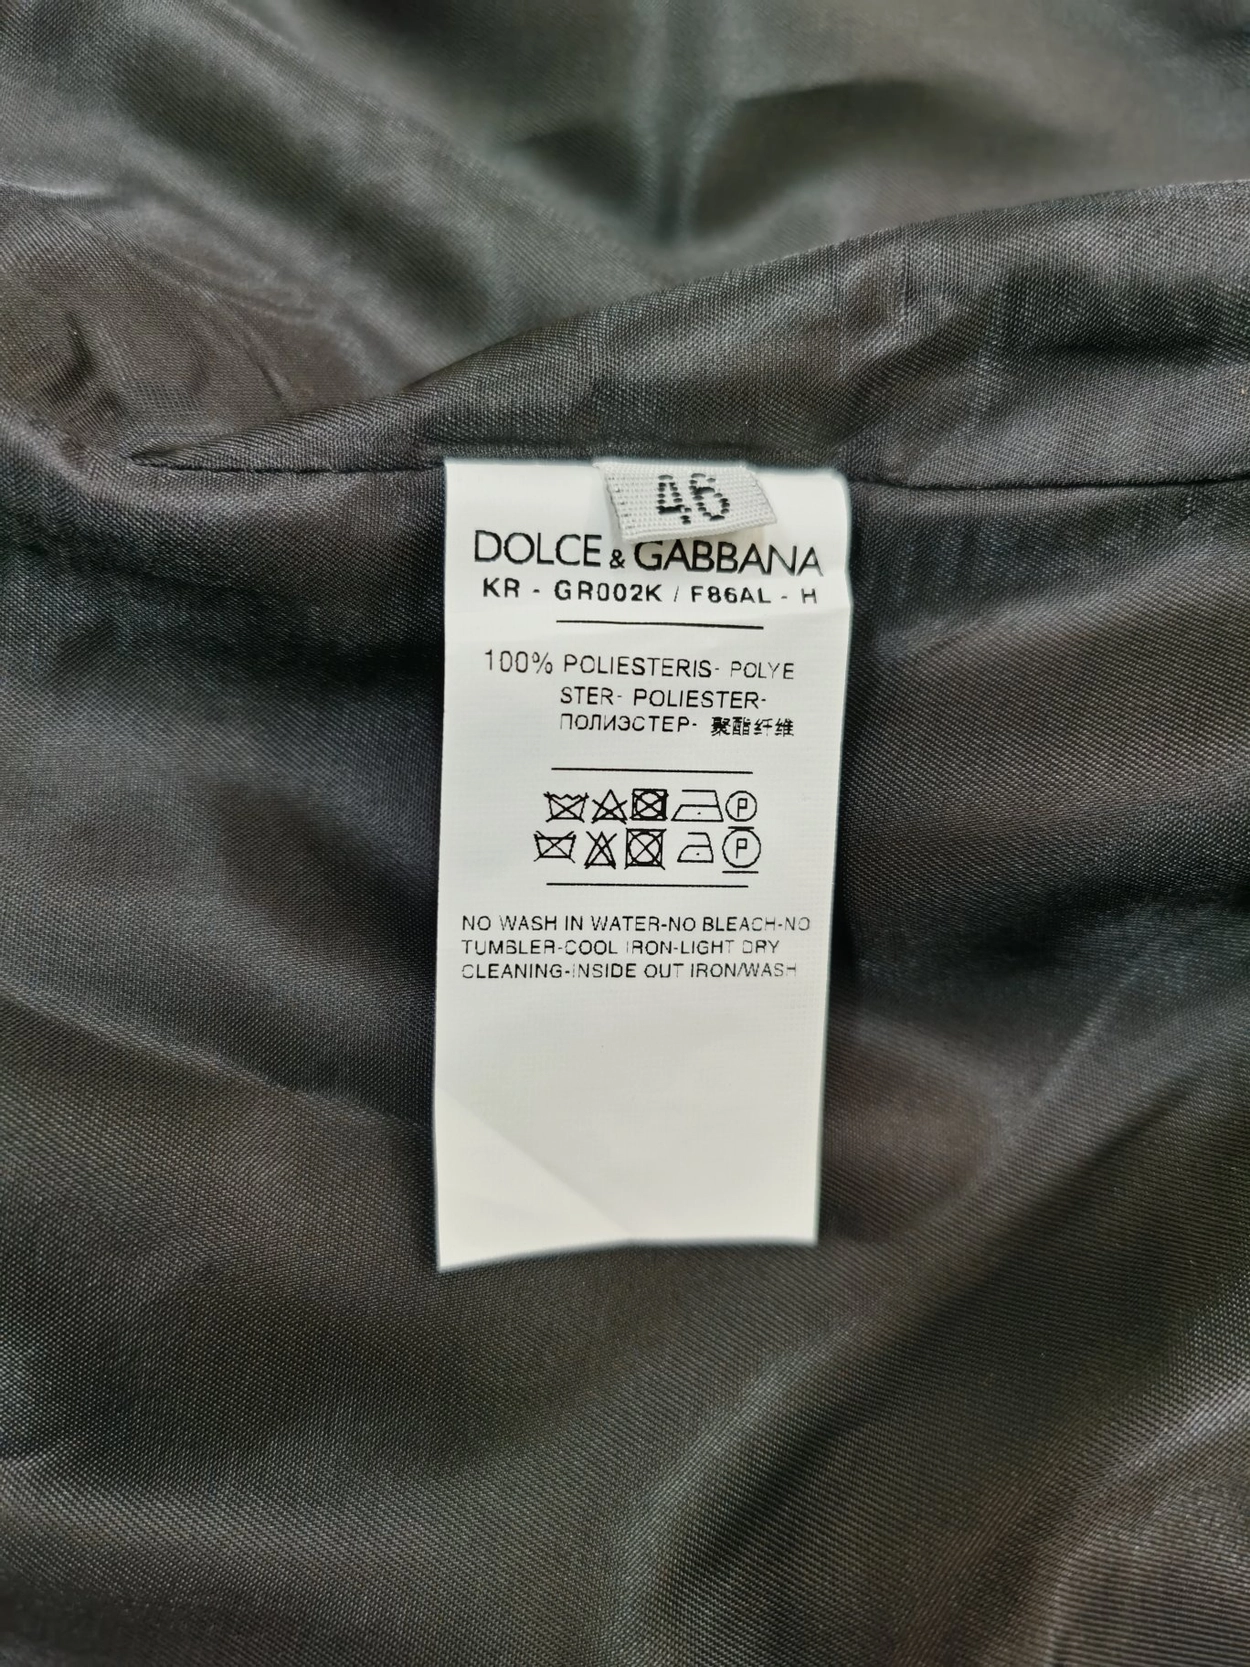 46
DOLCE & GABBANA
KR - GR002K / F86AL - H
100% POLIESTERIS- POLYE
STER- POLIESTER-
ПОЛИЭСТЕР- 聚酯纤维
P
P
NO WASH IN WATER-NO BLEACH-NO
TUMBLER-COOL IRON-LIGHT DRY
CLEANING-INSIDE OUT IRON/WASH